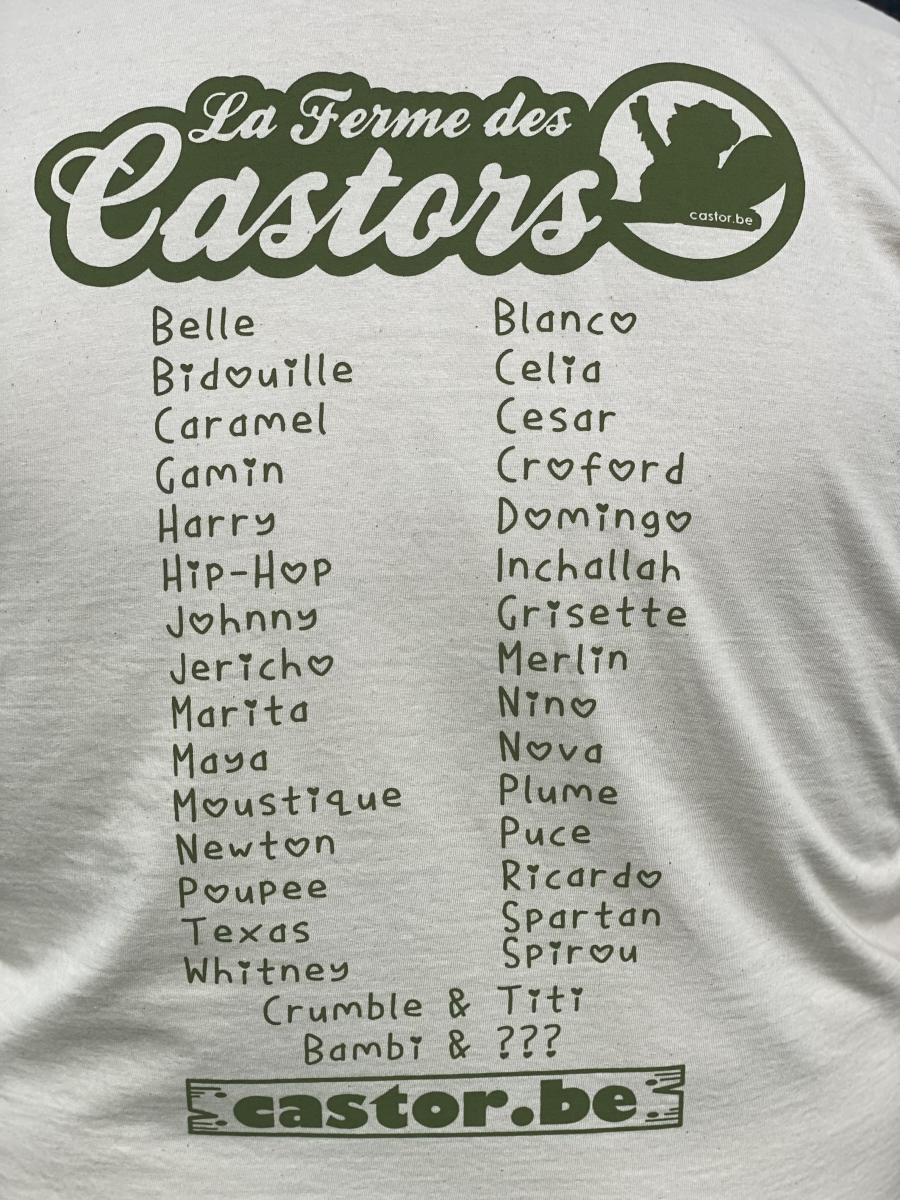 La Ferme des
Castors
castor.be
Belle
Bidouille
Caramel
Gamin
Harry
Hip-Hop
Johnny
Jericho
Marita
Maya
Moustique
Newton
Poupee
Texas
Whitney
Blanco
Celia
Cesar
Croford
Domingo
Inchallah
Grisette
Merlin
Nino
Nova
Plume
Puce
Ricardo
Spartan
Spirou
Crumble & Titi
Bambi & ???
castor.be